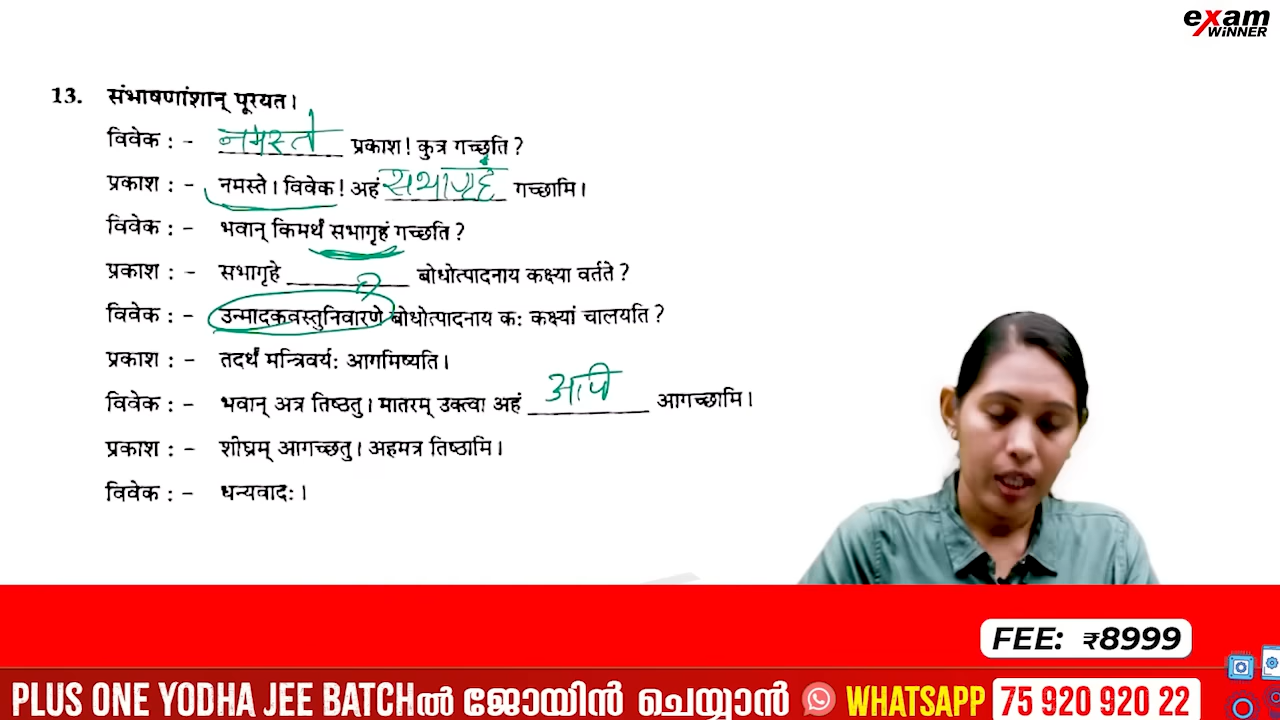 exam
WiNNER
13. संभाषणांशान् पूरयत।
विवेक : - नमस्ते प्रकाश! कुत्र गच्छति?
प्रकाश : - नमस्ते। विवेक! अहं सभागृहं गच्छामि।
विवेक : - भवान् किमर्थं सभागृहं गच्छति?
प्रकाश : - सभागृहे ________ बोधोत्पादनाय कक्ष्या वर्तते?
विवेक : - उन्मादकवस्तुनिवारणे बोधोत्पादनाय कः कक्ष्यां चालयति?
प्रकाश : - तदर्थं मन्त्रिवर्यः आगमिष्यति।
विवेक : - भवान् अत्र तिष्ठतु। मातरम् उक्त्वा अहं अपि आगच्छामि।
प्रकाश : - शीघ्रम् आगच्छतु। अहमत्र तिष्ठामि।
विवेक : - धन्यवादः।
FEE: ₹8999
PLUS ONE YODHA JEE BATCHൽ ജോയിൻ ചെയ്യാൻ WHATSAPP 75 920 920 22